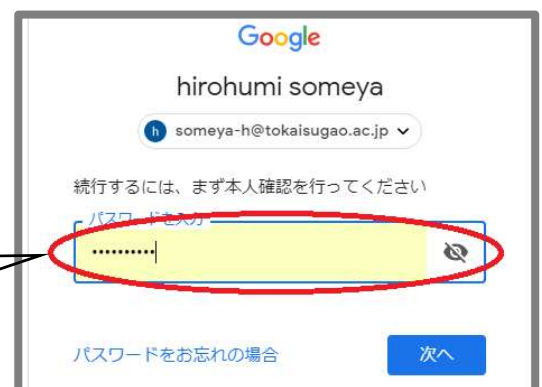 Google
hirohumi someya
h someya-h@tokaisugao.ac.jp
続行するには、まず本人確認を行ってください
パスワードを入力
••••••••••
パスワードをお忘れの場合
次へ